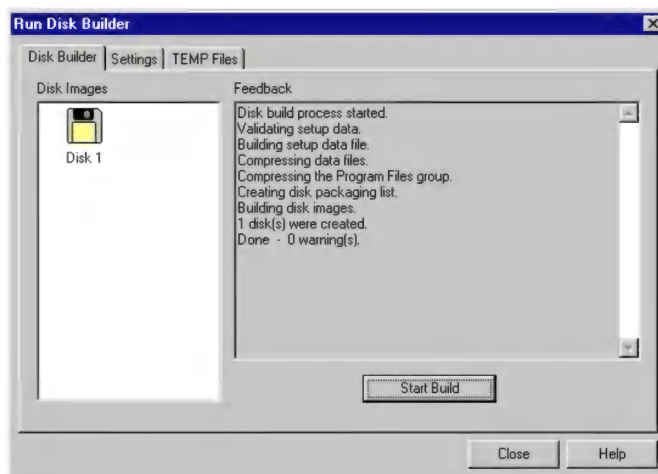 Run Disk Builder
Disk Builder
Settings
TEMP Files
Disk Images
Disk 1
Feedback
Disk build process started.
Validating setup data.
Building setup data file.
Compressing data files.
Compressing the Program Files group.
Creating disk packaging list.
Building disk images.
1 disk(s) were created.
Done - 0 warning(s).
Start Build
Close
Help